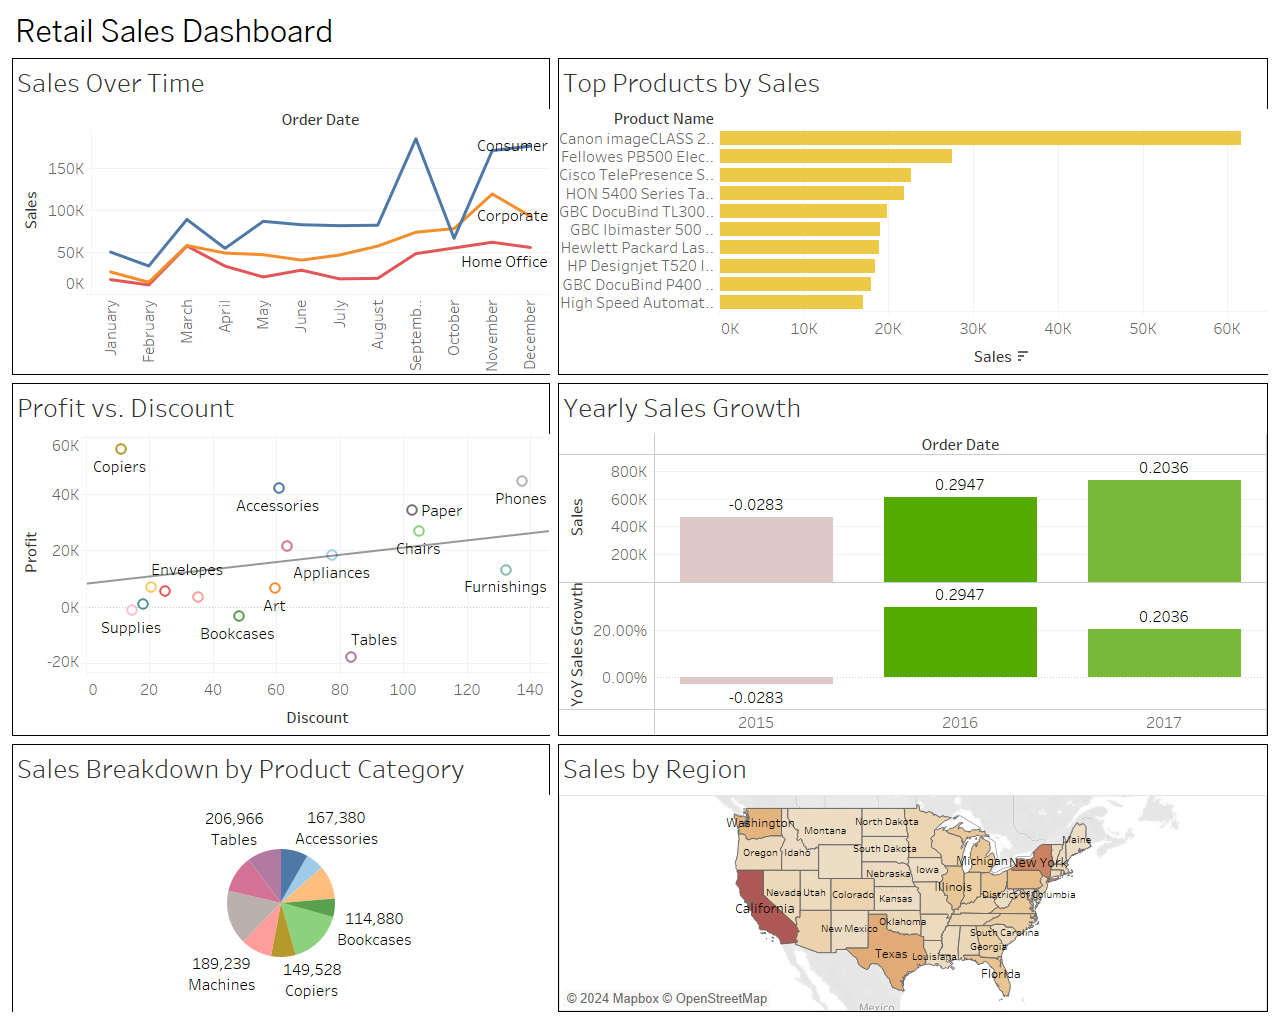 Retail Sales Dashboard
Sales Over Time
Order Date
Sales
150K
100K
50K
0K
Consumer
Corporate
Home Office
January
February
March
April
May
June
July
August
Septemb..
October
November
December
Top Products by Sales
Product Name
Canon imageCLASS 2..
Fellowes PB500 Elec..
Cisco TelePresence S..
HON 5400 Series Ta..
GBC DocuBind TL300..
GBC Ibimaster 500 ..
Hewlett Packard Las..
HP Designjet T520 I..
GBC DocuBind P400 ..
High Speed Automat..
0K 10K 20K 30K 40K 50K 60K
Sales
Profit vs. Discount
Profit
60K
40K
20K
0K
-20K
Copiers
Accessories
Phones
Paper
Chairs
Envelopes
Appliances
Furnishings
Art
Supplies
Bookcases
Tables
0 20 40 60 80 100 120 140
Discount
Yearly Sales Growth
Order Date
Sales
800K
600K
400K
200K
-0.0283
0.2947
0.2036
YoY Sales Growth
20.00%
0.00%
-0.0283
0.2947
0.2036
2015 2016 2017
Sales Breakdown by Product Category
206,966
Tables
167,380
Accessories
114,880
Bookcases
189,239
Machines
149,528
Copiers
Sales by Region
Washington
Montana
North Dakota
Maine
Oregon
Idaho
South Dakota
Michigan
New York
Nebraska
Iowa
Nevada
Utah
Colorado
Kansas
Illinois
District of Columbia
California
New Mexico
Oklahoma
South Carolina
Georgia
Texas
Louisiana
Florida
Mexico
© 2024 Mapbox © OpenStreetMap